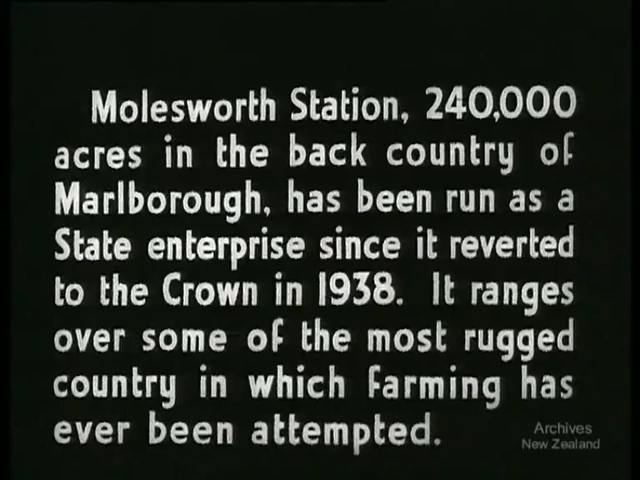 Molesworth Station, 240,000
acres in the back country of
Marlborough, has been run as a
State enterprise since it reverted
to the Crown in 1938. It ranges
over some of the most rugged
country in which farming has
ever been attempted.
Archives
New Zealand